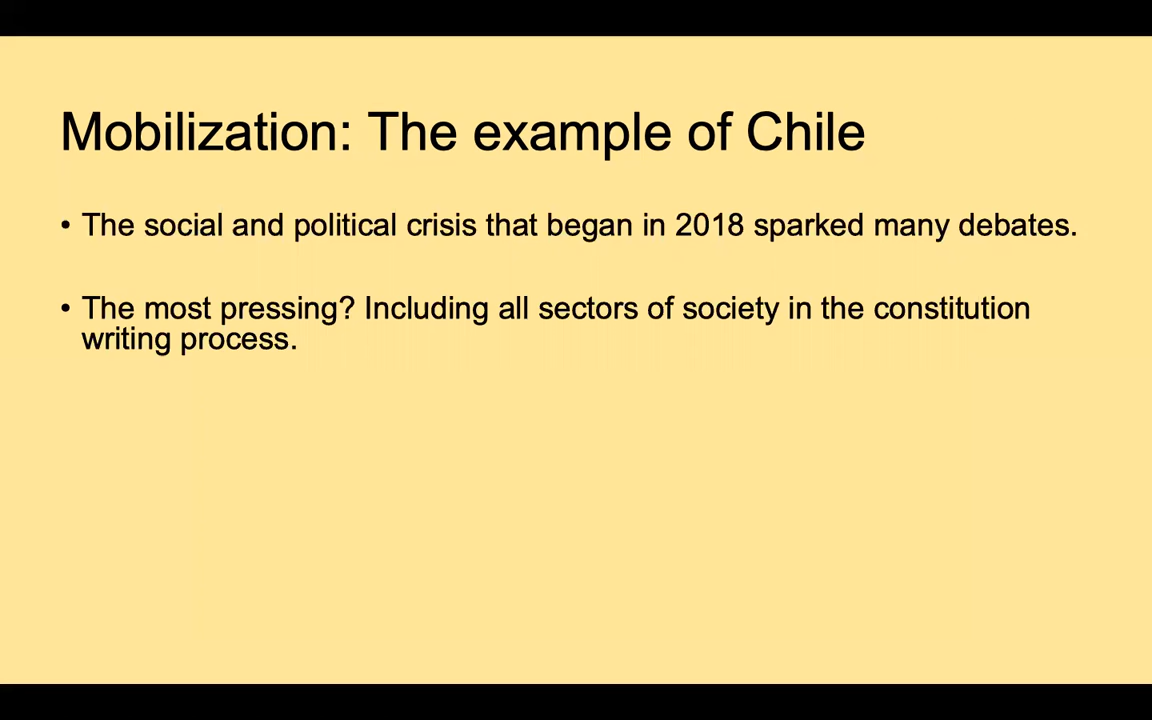 Mobilization: The example of Chile
• The social and political crisis that began in 2018 sparked many debates.
• The most pressing? Including all sectors of society in the constitution
writing process.